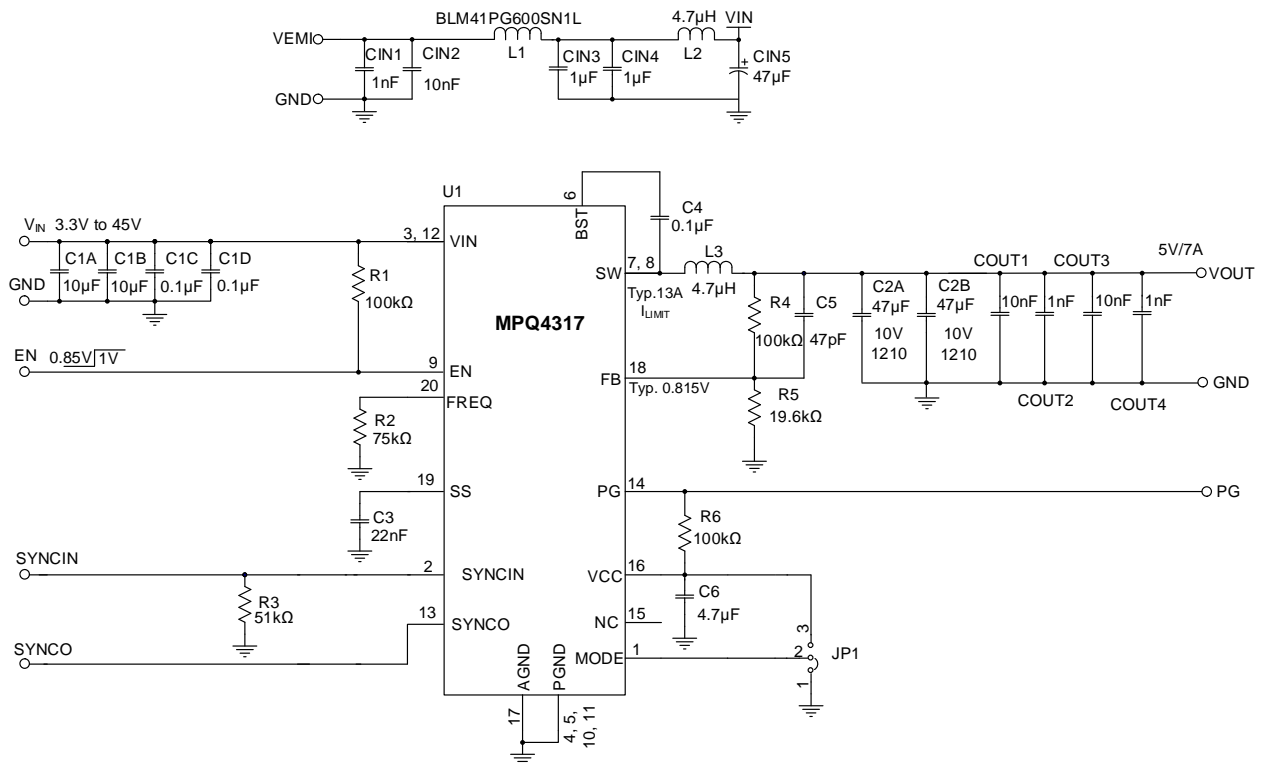 BLM41PG600SN1L
4.7µH
VIN
VEMI
CIN1
1nF
CIN2
10nF
L1
CIN3
1µF
CIN4
1µF
L2
CIN5
+
47µF
GND
U1
6
BST
C4
0.1µF
VIN 3.3V to 45V
C1A
10µF
C1B
10µF
C1C
0.1µF
C1D
0.1µF
GND
3, 12
VIN
R1
100kΩ
SW
7, 8
L3
4.7µH
Typ.13A
ILIMIT
MPQ4317
R4
100kΩ
C5
47pF
C2A
47µF
10V
1210
C2B
47µF
10V
1210
COUT1
10nF
1nF
COUT3
10nF
1nF
5V/7A
VOUT
EN 0.85V 1V
9
EN
FB
18
Typ. 0.815V
GND
COUT2
COUT4
20
FREQ
R2
75kΩ
R5
19.6kΩ
19
SS
C3
22nF
PG
14
PG
R6
100kΩ
SYNCIN
2
SYNCIN
R3
51kΩ
VCC
16
C6
4.7µF
13
SYNCO
SYNCO
NC
15
MODE
1
3
2
1
JP1
AGND
PGND
17
4, 5,
10, 11